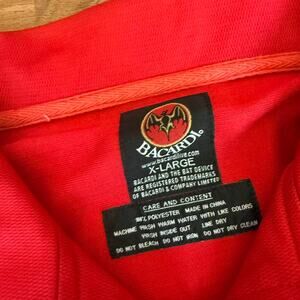 BACARDI
www.bacardilive.com
X-LARGE
BACARDI AND THE BAT DEVICE
ARE REGISTERED TRADEMARKS
OF BACARDI & COMPANY LIMITED
CARE AND CONTENT
100% POLYESTER MADE IN CHINA
MACHINE WASH WARM WATER WITH LIKE COLORS
WASH INSIDE OUT LINE DRY
DO NOT BLEACH DO NOT IRON DO NOT DRY CLEAN